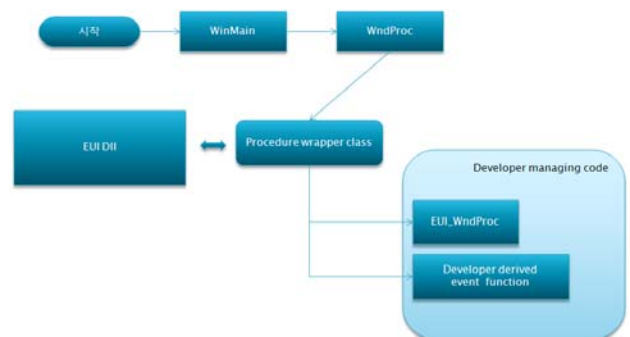 시작
WinMain
WndProc
EUI Dll
Procedure wrapper class
Developer managing code
EUI_WndProc
Developer derived
event function